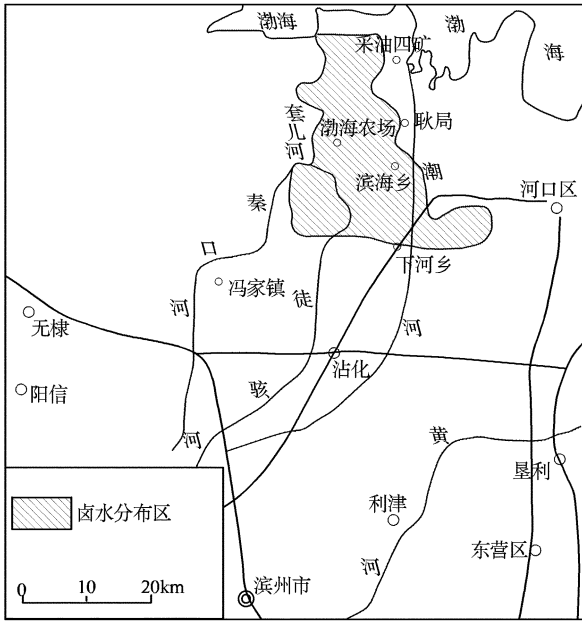 渤海
渤
海
采油四矿
套儿河
渤海农场
耿局
滨海乡
潮
河
秦
口
河
河口区
下河乡
冯家镇
徒
骇
河
无棣
沾化
阳信
黄
河
垦利
利津
东营区
滨州市
卤水分布区
0 10 20km